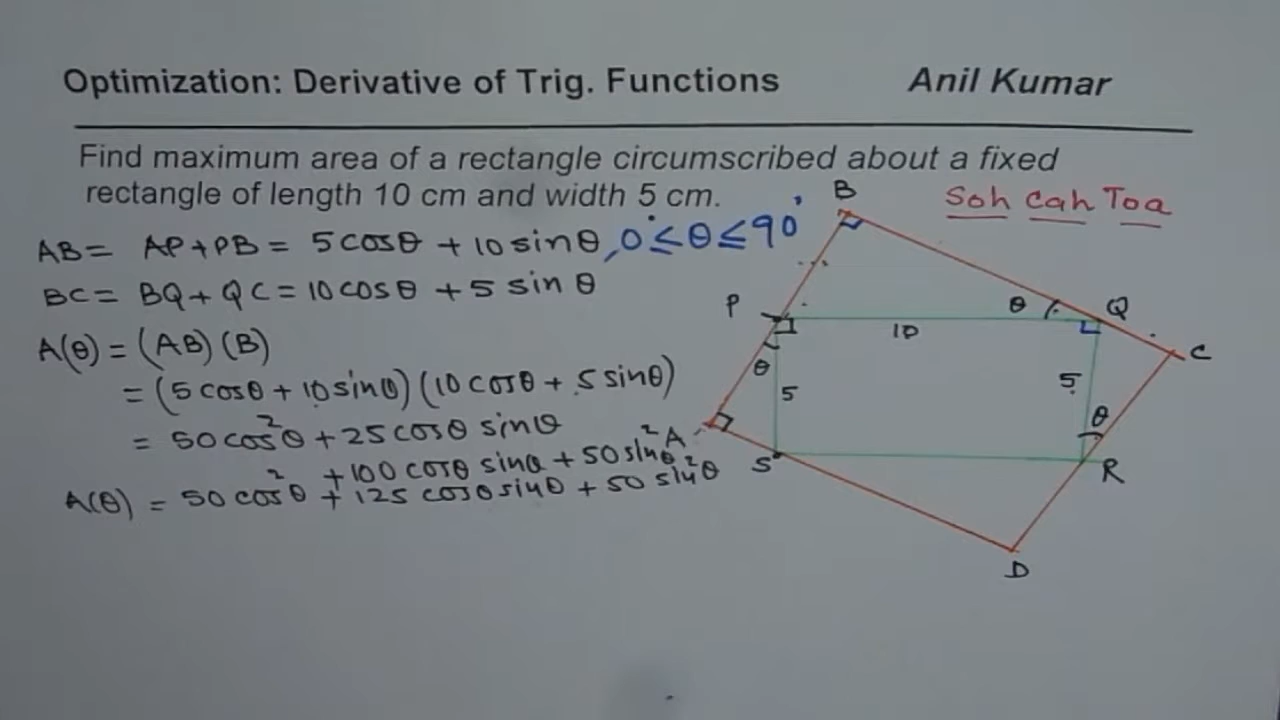 Optimization: Derivative of Trig. Functions Anil Kumar
Find maximum area of a rectangle circumscribed about a fixed
rectangle of length 10 cm and width 5 cm.
Soh Cah Toa
AB = AP + PB = 5 cosθ + 10 sinθ, 0° ≤ θ ≤ 90°
BC = BQ + QC = 10 cosθ + 5 sin θ
A(θ) = (AB) (B)
= (5 cosθ + 10 sinθ) (10 cosθ + 5 sinθ)
= 50 cos²θ + 25 cosθ sinθ
+ 100 cosθ sinθ + 50 sin²θ
A(θ) = 50 cos²θ + 125 cosθ sinθ + 50 sin²θ
B
P
θ
Q
10
C
θ
5
5
θ
A
S
R
D